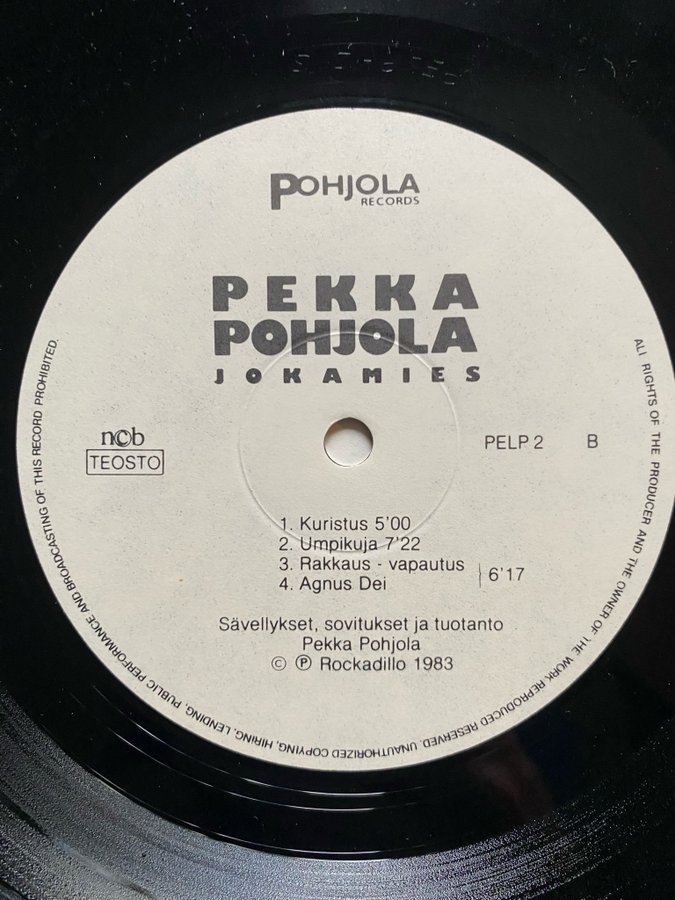 POHJOLA
RECORDS
PEKKA
POHJOLA
JOKAMIES
ncb
TEOSTO
PELP 2 B
1. Kuristus 5'00
2. Umpikuja 7'22
3. Rakkaus - vapautus
4. Agnus Dei
6'17
Sävellykset, sovitukset ja tuotanto
Pekka Pohjola
© ℗ Rockadillo 1983
ALL RIGHTS OF THE PRODUCER AND THE OWNER OF THE WORK REPRODUCED RESERVED. UNAUTHORIZED COPYING, HIRING, LENDING, PUBLIC PERFORMANCE AND BROADCASTING OF THIS RECORD PROHIBITED.